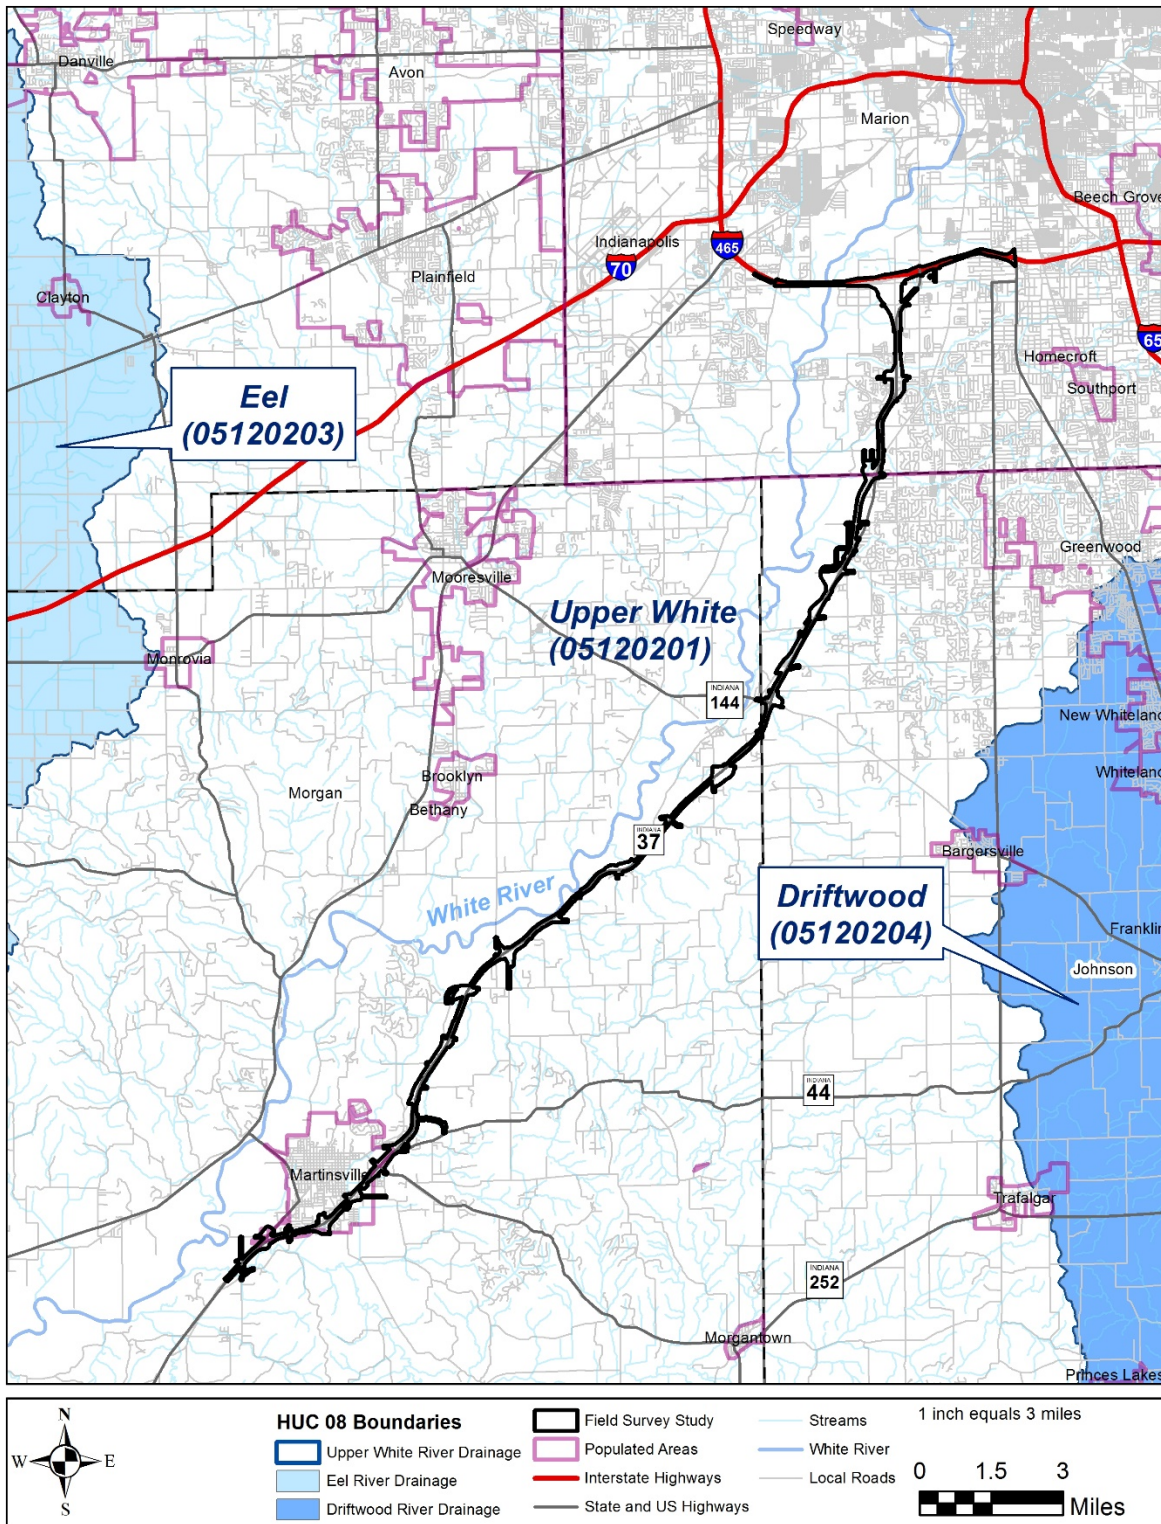 Speedway
Danville
Avon
Marion
Beech Grove
Indianapolis
465
70
Plainfield
Clayton
65
Homecroft
Southport
Eel
(05120203)
Greenwood
Mooresville
Upper White
(05120201)
Monrovia
INDIANA
144
New Whiteland
Whiteland
Brooklyn
Morgan
Bethany
INDIANA
37
Bargersville
White River
Driftwood
(05120204)
Franklin
Johnson
INDIANA
44
Martinsville
Trafalgar
INDIANA
252
Morgantown
Princes Lakes
N
W E
S
HUC 08 Boundaries
Upper White River Drainage
Eel River Drainage
Driftwood River Drainage
Field Survey Study
Populated Areas
Interstate Highways
State and US Highways
Streams
White River
Local Roads
1 inch equals 3 miles
0 1.5 3
Miles